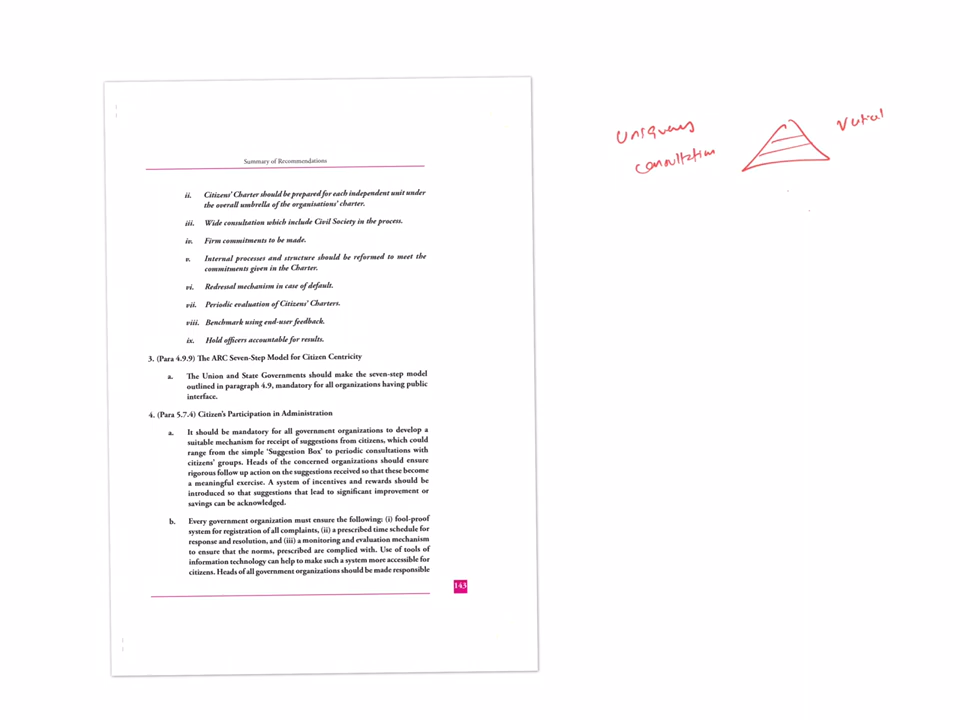 Summary of Recommendations
ii. Citizens' Charter should be prepared for each independent unit under
the overall umbrella of the organisations' charter.
iii. Wide consultation which include Civil Society in the process.
iv. Firm commitments to be made.
v. Internal processes and structure should be reformed to meet the
commitments given in the Charter.
vi. Redressal mechanism in case of default.
vii. Periodic evaluation of Citizens' Charters.
viii. Benchmark using end-user feedback.
ix. Hold officers accountable for results.
3. (Para 4.9.9) The ARC Seven-Step Model for Citizen Centricity
a. The Union and State Governments should make the seven-step model
outlined in paragraph 4.9, mandatory for all organizations having public
interface.
4. (Para 5.7.4) Citizen's Participation in Administration
a. It should be mandatory for all government organizations to develop a
suitable mechanism for receipt of suggestions from citizens, which could
range from the simple 'Suggestion Box' to periodic consultations with
citizens' groups. Heads of the concerned organizations should ensure
rigorous follow up action on the suggestions received so that these become
a meaningful exercise. A system of incentives and rewards should be
introduced so that suggestions that lead to significant improvement or
savings can be acknowledged.
b. Every government organization must ensure the following: (i) fool-proof
system for registration of all complaints, (ii) a prescribed time schedule for
response and resolution, and (iii) a monitoring and evaluation mechanism
to ensure that the norms, prescribed are complied with. Use of tools of
information technology can help to make such a system more accessible for
citizens. Heads of all government organizations should be made responsible
143
consultation